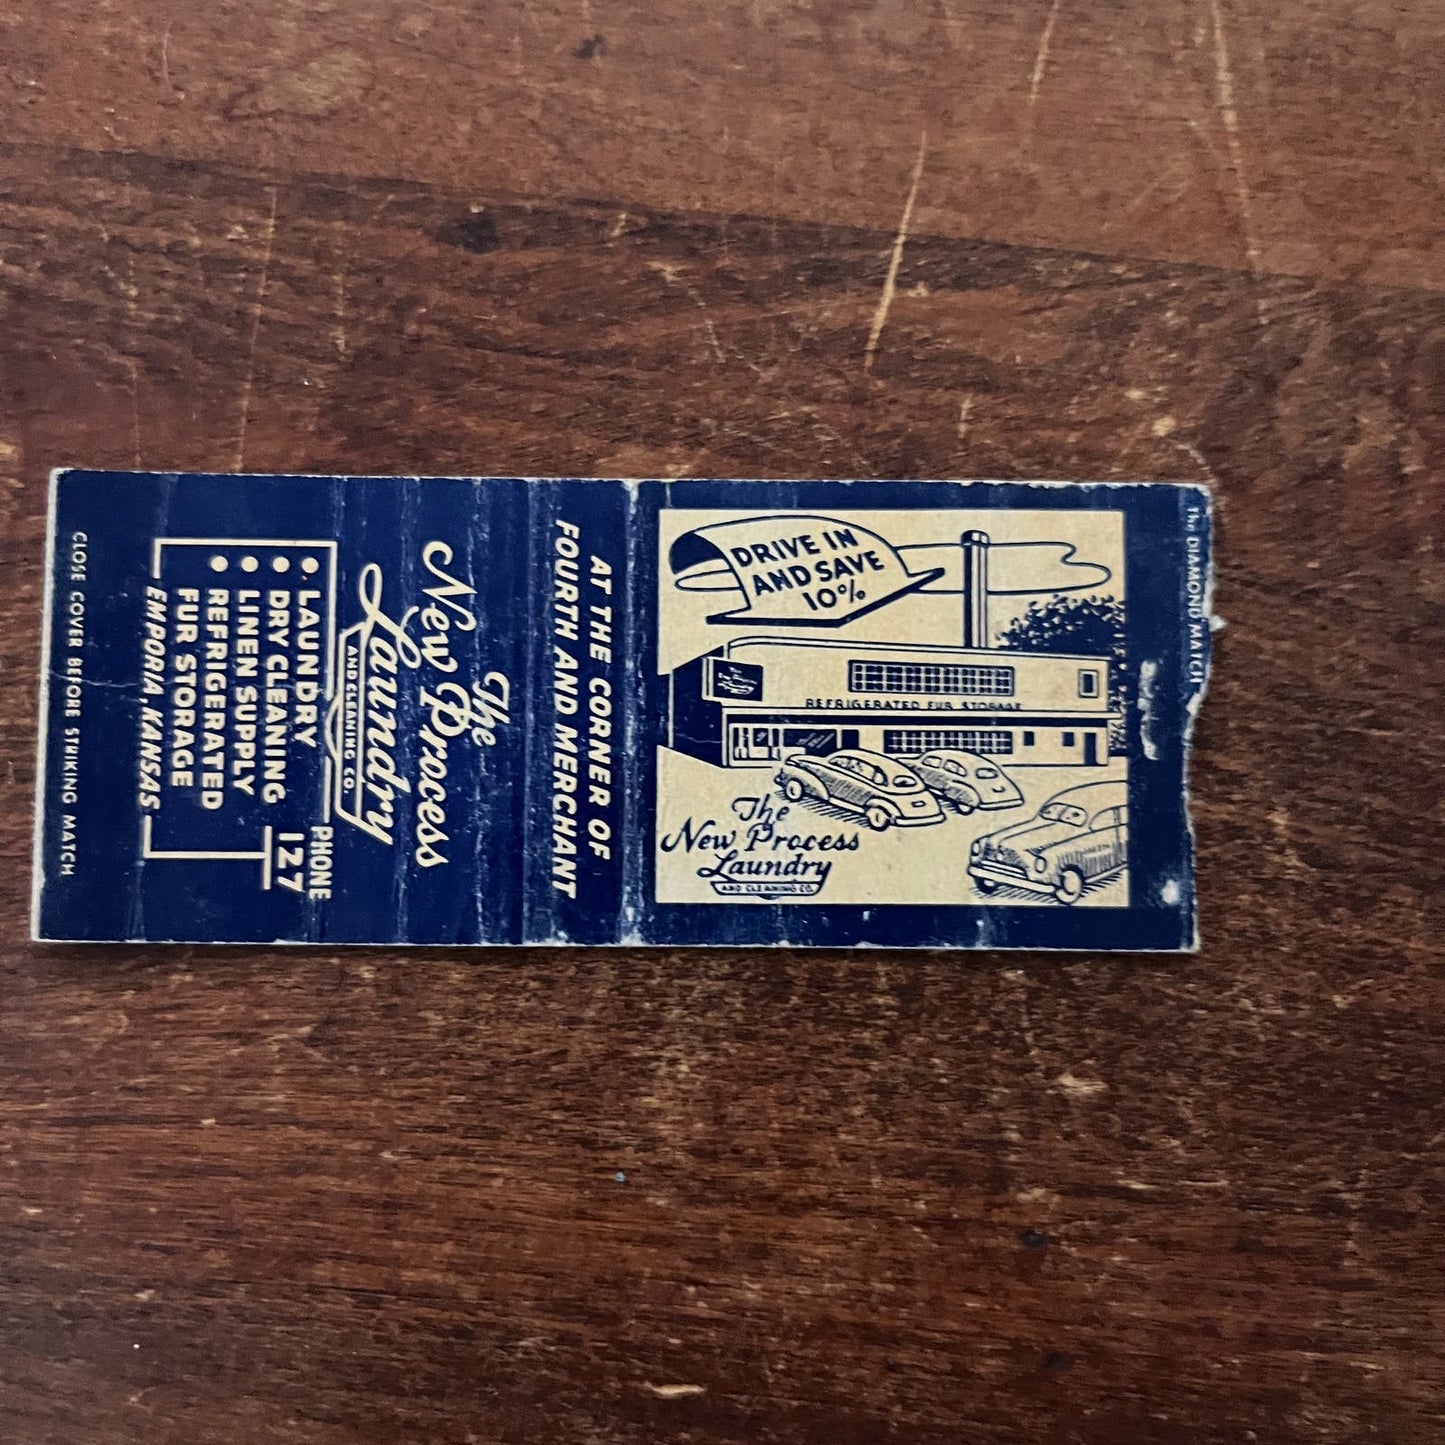 The
New Process
Laundry
AND CLEANING CO.
PHONE
127
• LAUNDRY
• DRY CLEANING
• LINEN SUPPLY
• REFRIGERATED
FUR STORAGE
EMPORIA, KANSAS
CLOSE COVER BEFORE STRIKING MATCH
AT THE CORNER OF
FOURTH AND MERCHANT
DRIVE IN
AND SAVE
10%
REFRIGERATED FUR STORAGE
The
New Process
Laundry
AND CLEANING CO.
The DIAMOND MATCH